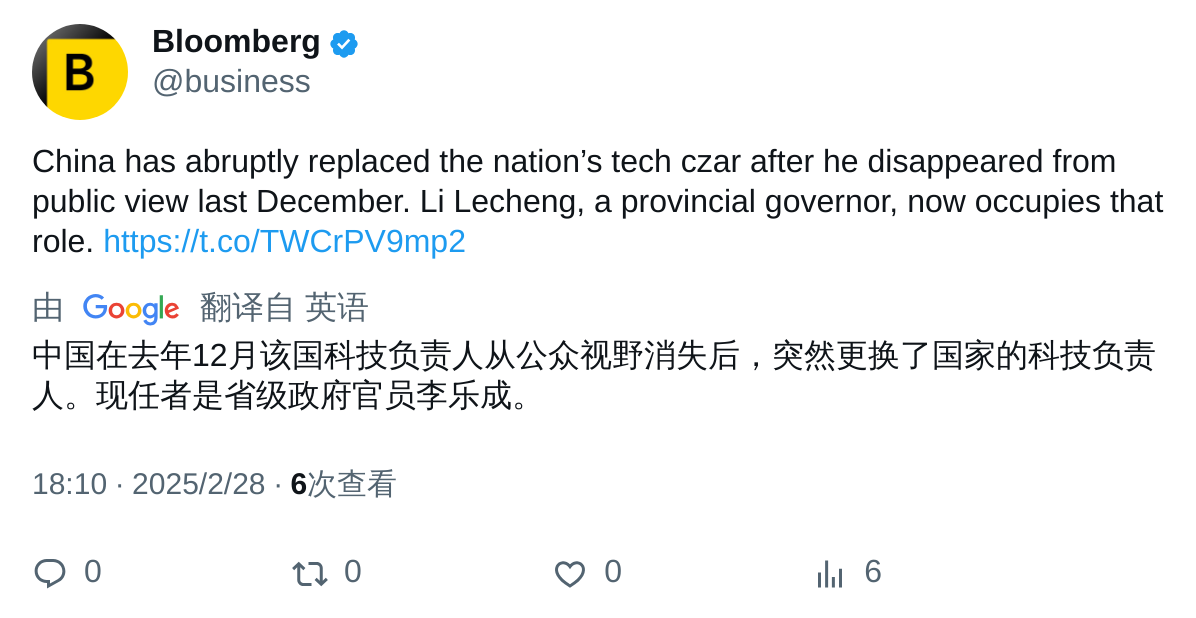 B
Bloomberg
@business
China has abruptly replaced the nation’s tech czar after he disappeared from
public view last December. Li Lecheng, a provincial governor, now occupies that
role. https://t.co/TWCrPV9mp2
由 Google 翻译自 英语
中国在去年12月该国科技负责人从公众视野消失后，突然更换了国家的科技负责
人。现任者是省级政府官员李乐成。
18:10 · 2025/2/28 · 6次查看
0 0 0 6